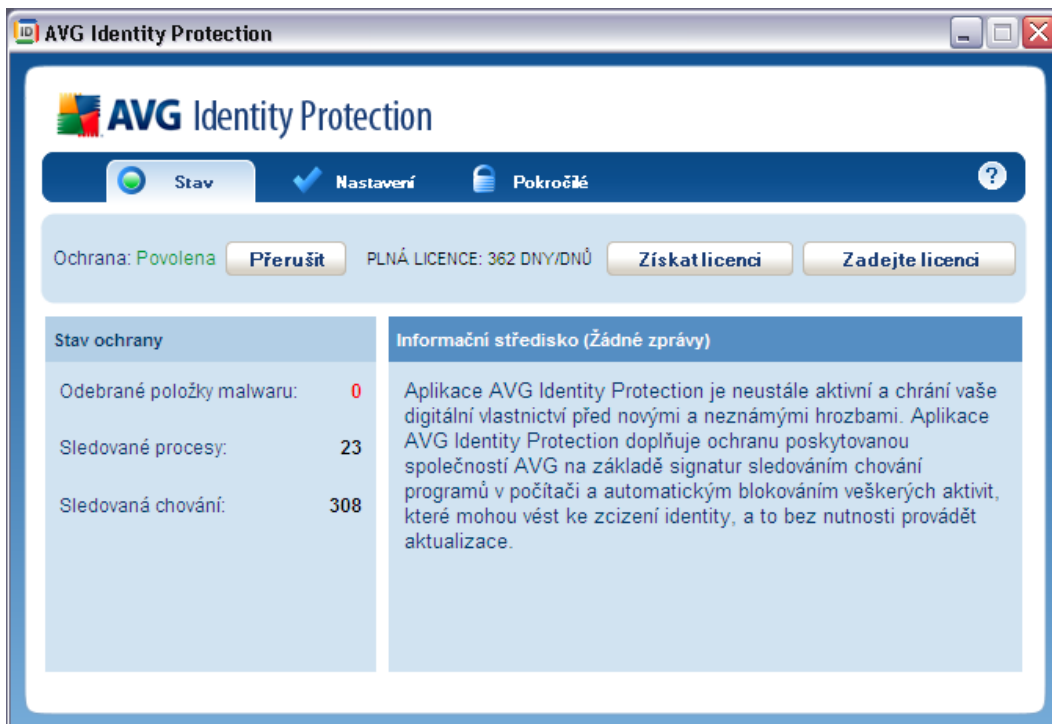 ID AVG Identity Protection
AVG Identity Protection
Stav Nastavení Pokročilé ?
Ochrana: Povolena Přerušit PLNÁ LICENCE: 362 DNY/DNŮ Získat licenci Zadejte licenci
Stav ochrany
Odebrané položky malwaru: 0
Sledované procesy: 23
Sledovaná chování: 308
Informační středisko (Žádné zprávy)
Aplikace AVG Identity Protection je neustále aktivní a chrání vaše
digitální vlastnictví před novými a neznámými hrozbami. Aplikace
AVG Identity Protection doplňuje ochranu poskytovanou
společností AVG na základě signatur sledováním chování
programů v počítači a automatickým blokováním veškerých aktivit,
které mohou vést ke zcizení identity, a to bez nutnosti provádět
aktualizace.